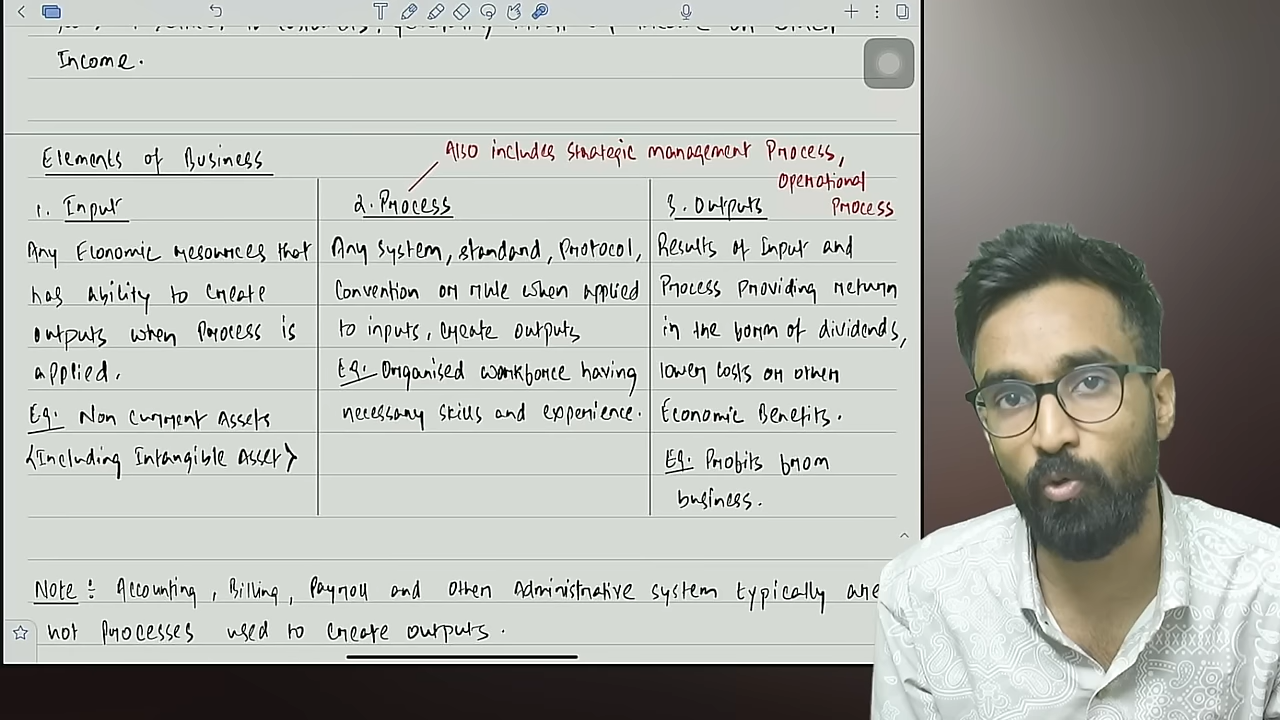 Income.
Elements of Business
Also includes strategic management Process,
Operational
Process
1. Input
Any Economic resources that
has ability to create
outputs when Process is
applied.
Eg: Non Current Assets
<Including Intangible Asset>
2. Process
Any system, standard, Protocol,
Convention or rule when applied
to inputs, create outputs
Eg: Organised workforce having
necessary skills and experience.
3. Outputs
Results of Input and
Process Providing return
in the form of dividends,
lower costs or other
Economic Benefits.
Eg: Profits from
business.
Note: Accounting, Billing, Payroll and Other Administrative system typically are
not Processes used to create outputs.